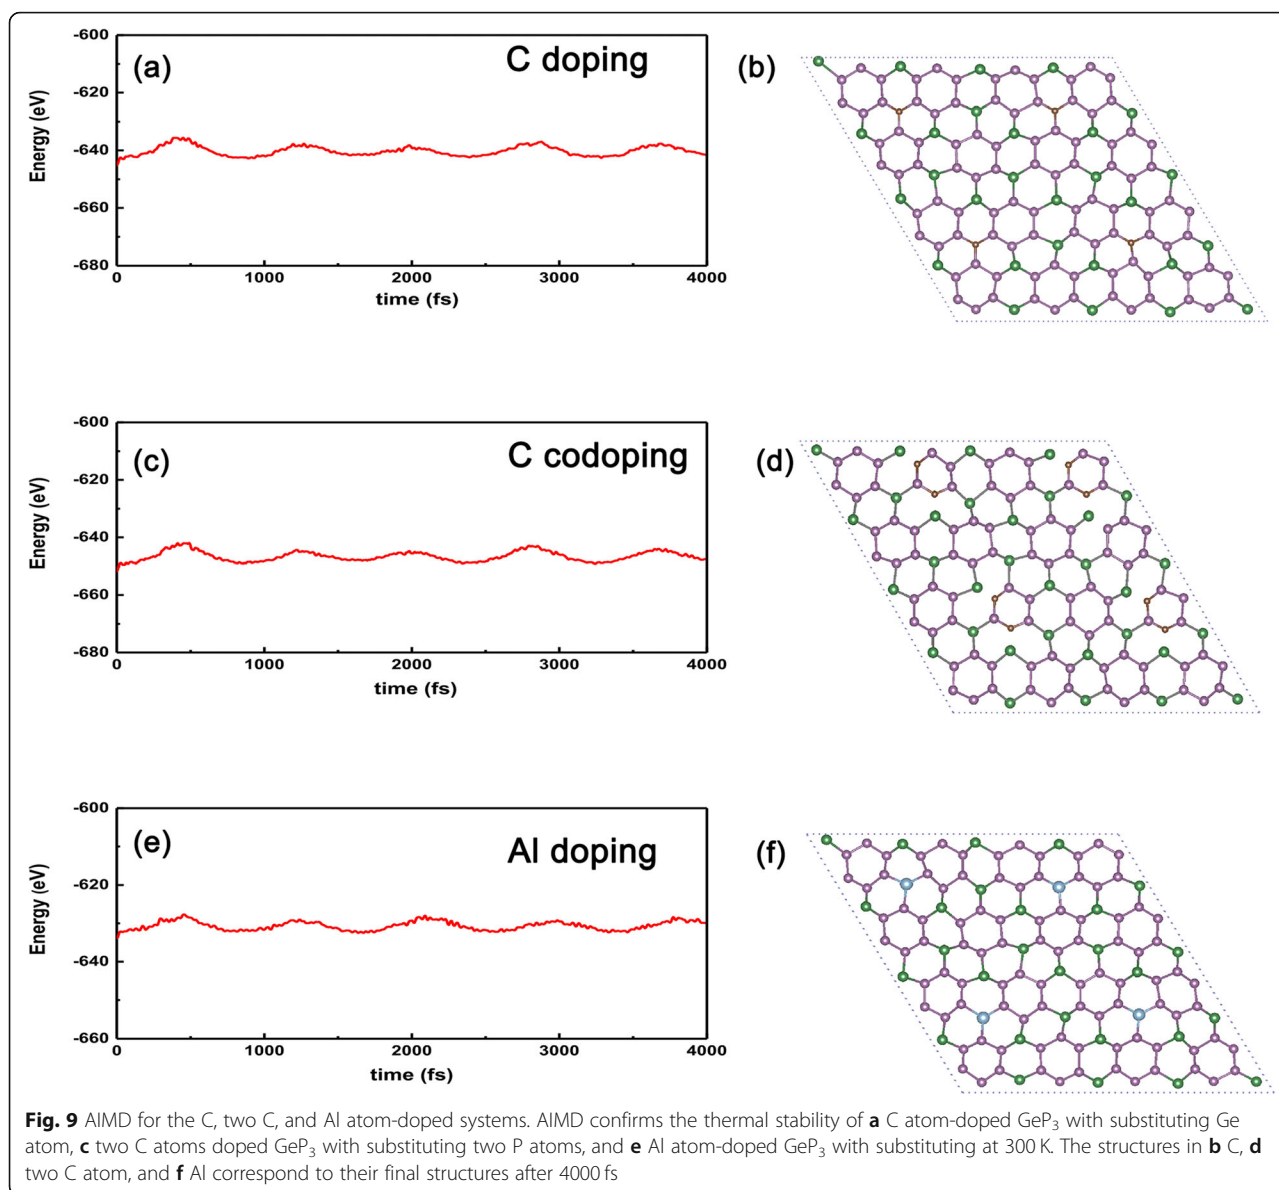 (a)
C doping
(b)
-600
-620
-640
-660
-680
Energy (eV)
0 1000 2000 3000 4000
time (fs)
(c)
C codoping
(d)
-600
-620
-640
-660
-680
Energy (eV)
0 1000 2000 3000 4000
time (fs)
(e)
Al doping
(f)
-600
-620
-640
-660
Energy (eV)
0 1000 2000 3000 4000
time (fs)
Fig. 9 AIMD for the C, two C, and Al atom-doped systems. AIMD confirms the thermal stability of a C atom-doped GeP₃ with substituting Ge
atom, c two C atoms doped GeP₃ with substituting two P atoms, and e Al atom-doped GeP₃ with substituting at 300 K. The structures in b C, d
two C atom, and f Al correspond to their final structures after 4000 fs